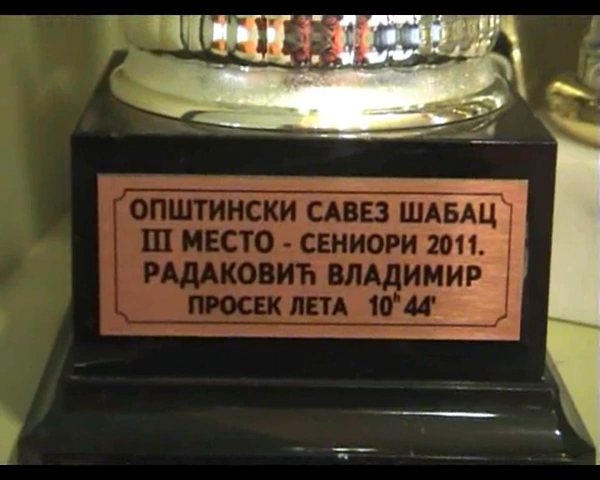 ОПШТИНСКИ САВЕЗ ШАБАЦ
III МЕСТО - СЕНИОРИ 2011.
РАДАКОВИЋ ВЛАДИМИР
ПРОСЕК ЛЕТА 10ʰ 44'